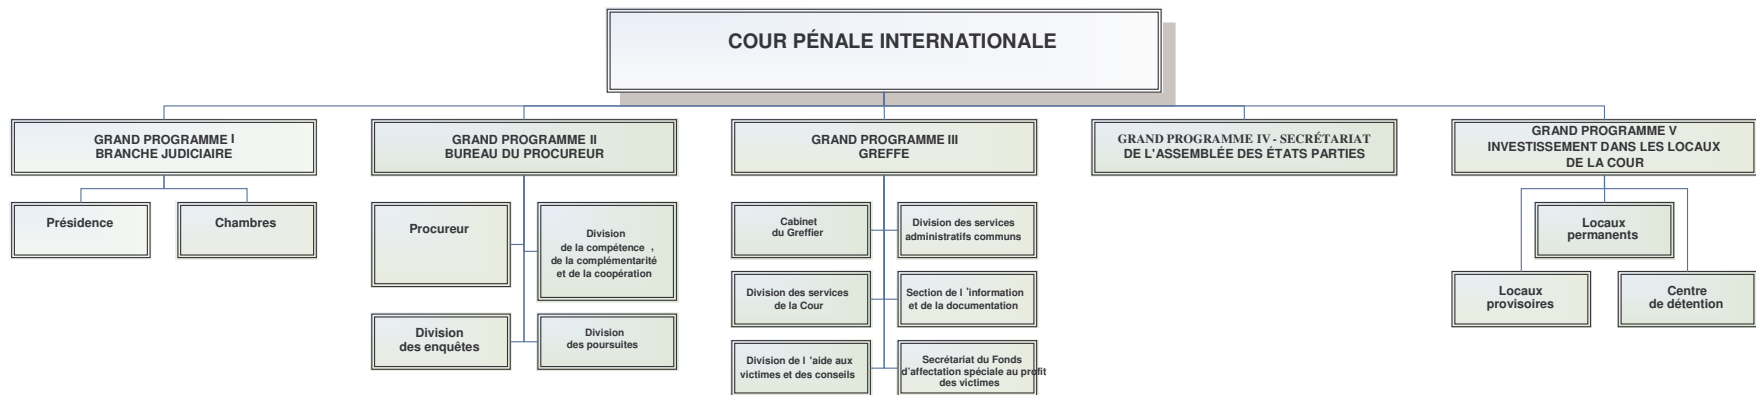 COUR PÉNALE INTERNATIONALE
GRAND PROGRAMME I
BRANCHE JUDICIAIRE
Présidence
Chambres
GRAND PROGRAMME II
BUREAU DU PROCUREUR
Procureur
Division
de la compétence ,
de la complémentarité
et de la coopération
Division
des enquêtes
Division
des poursuites
GRAND PROGRAMME III
GREFFE
Cabinet
du Greffier
Division des services
administratifs communs
Division des services
de la Cour
Section de l 'information
et de la documentation
Division de l 'aide aux
victimes et des conseils
Secrétariat du Fonds
d'affectation spéciale au profit
des victimes
GRAND PROGRAMME IV - SECRÉTARIAT
DE L'ASSEMBLÉE DES ÉTATS PARTIES
GRAND PROGRAMME V
INVESTISSEMENT DANS LES LOCAUX
DE LA COUR
Locaux
permanents
Locaux
provisoires
Centre
de détention